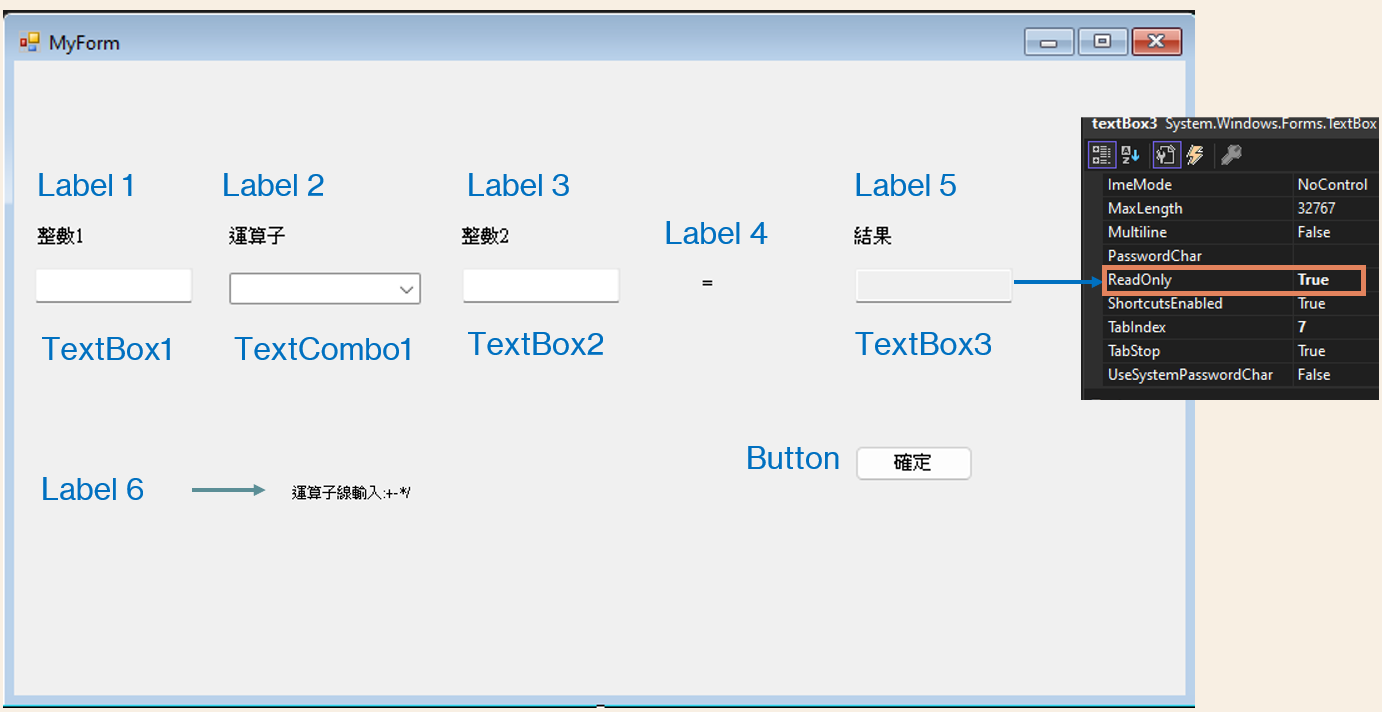 MyForm
textBox3 System.Windows.Forms.TextBox
Label 1
Label 2
Label 3
Label 4
Label 5
整數1
運算子
整數2
=
結果
TextBox1
TextCombo1
TextBox2
TextBox3
ImeMode NoControl
MaxLength 32767
Multiline False
PasswordChar
ReadOnly True
ShortcutsEnabled True
TabIndex 7
TabStop True
UseSystemPasswordChar False
Button
確定
Label 6
運算子線輸入:+-*/